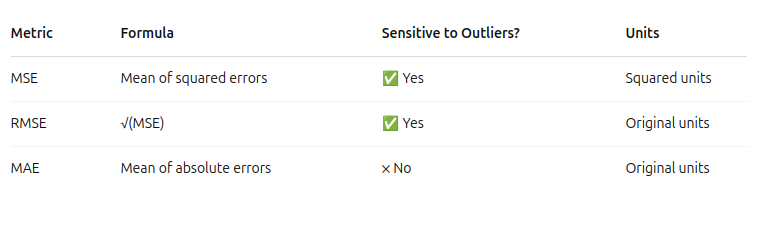 Metric Formula Sensitive to Outliers? Units
MSE Mean of squared errors ✅ Yes Squared units
RMSE √(MSE) ✅ Yes Original units
MAE Mean of absolute errors × No Original units